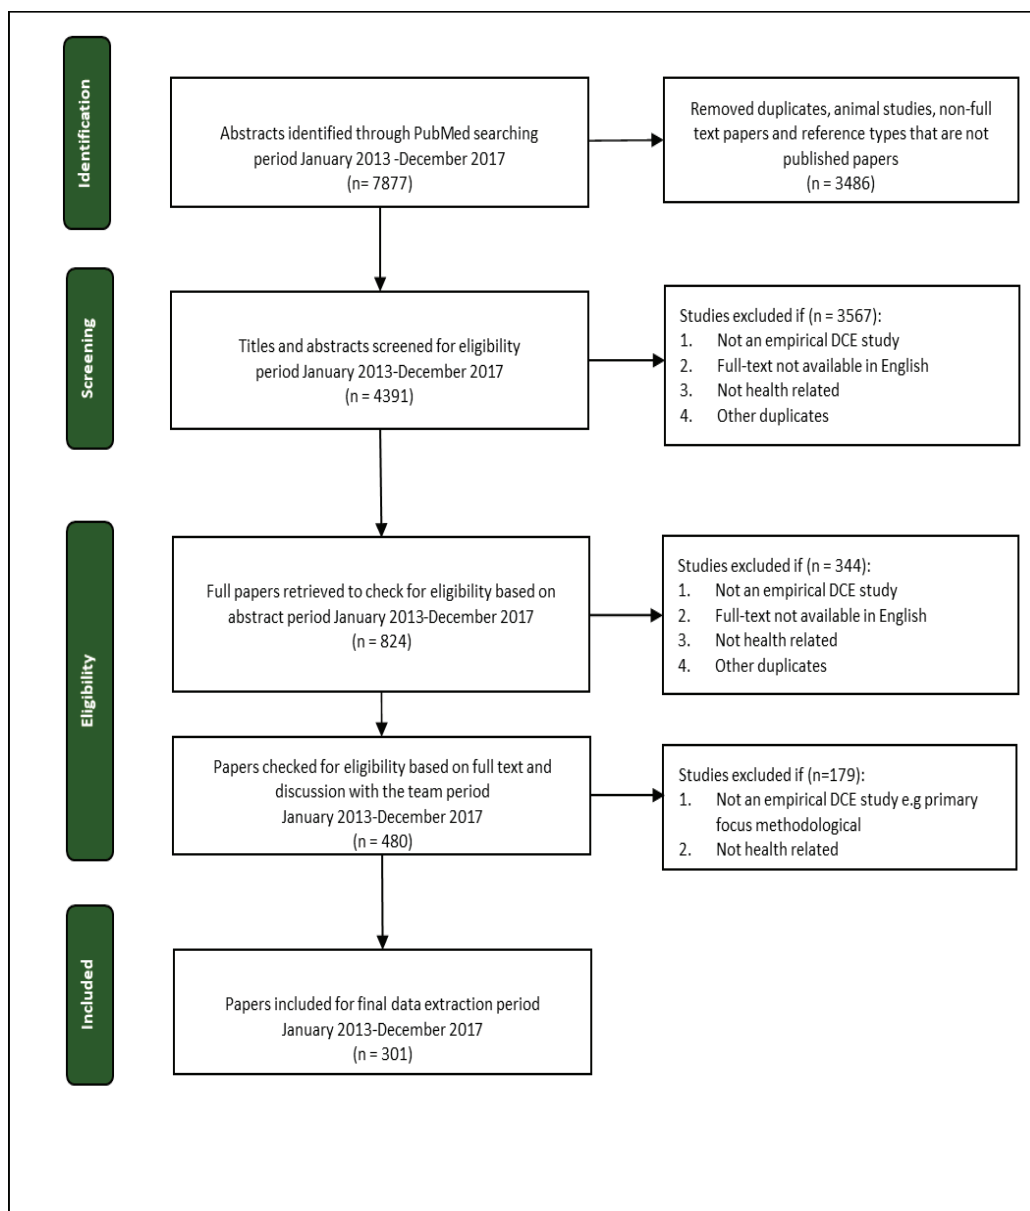 Identification
Abstracts identified through PubMed searching
period January 2013 -December 2017
(n= 7877)
Removed duplicates, animal studies, non-full
text papers and reference types that are not
published papers
(n = 3486)
Screening
Titles and abstracts screened for eligibility
period January 2013-December 2017
(n = 4391)
Studies excluded if (n = 3567):
1. Not an empirical DCE study
2. Full-text not available in English
3. Not health related
4. Other duplicates
Eligibility
Full papers retrieved to check for eligibility based on
abstract period January 2013-December 2017
(n = 824)
Studies excluded if (n = 344):
1. Not an empirical DCE study
2. Full-text not available in English
3. Not health related
4. Other duplicates
Papers checked for eligibility based on full text and
discussion with the team period
January 2013-December 2017
(n = 480)
Studies excluded if (n=179):
1. Not an empirical DCE study e.g primary
focus methodological
2. Not health related
Included
Papers included for final data extraction period
January 2013-December 2017
(n = 301)